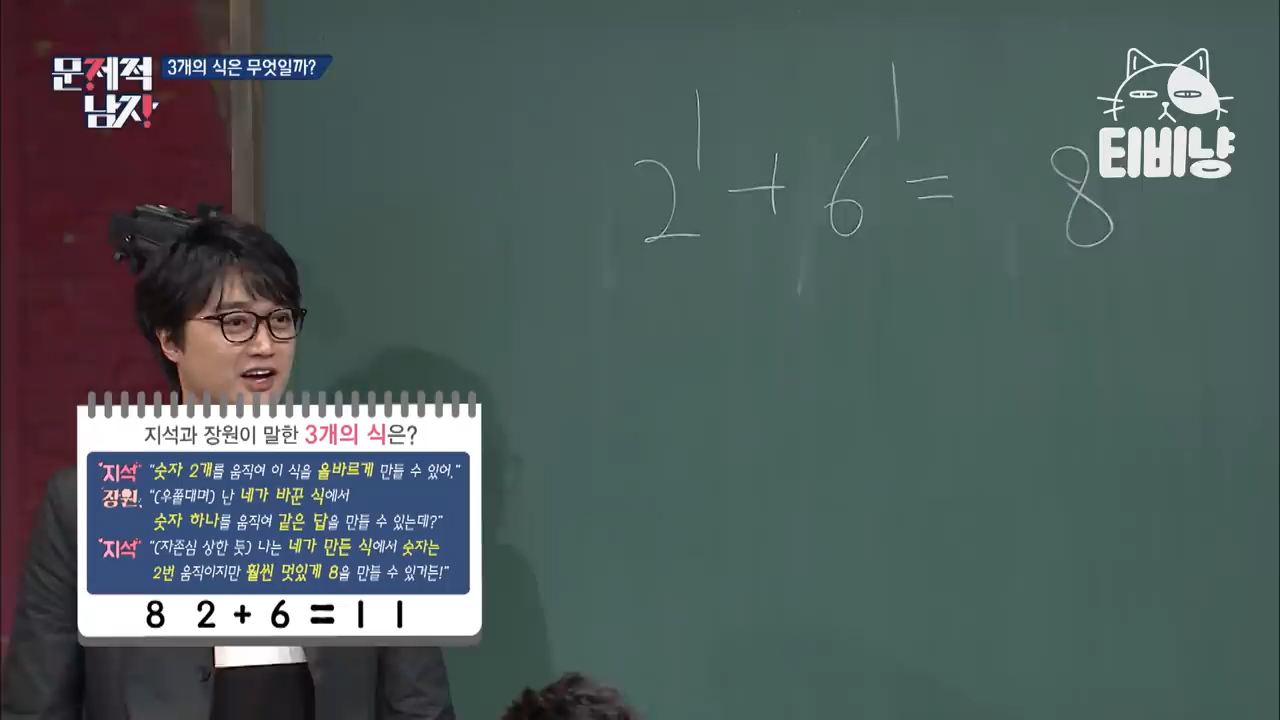 문제적
남자
3개의 식은 무엇일까?
티비냥
2¹ + 6¹ = 8
지석과 장원이 말한 3개의 식은?
"지석" "숫자 2개를 움직여 이 식을 올바르게 만들 수 있어."
"장원" "(우쭐대며) 난 네가 바꾼 식에서
숫자 하나를 움직여 같은 답을 만들 수 있는데?"
"지석" "(자존심 상한 듯) 나는 네가 만든 식에서 숫자는
2번 움직이지만 훨씬 멋있게 8을 만들 수 있거든!"
8 2 + 6 = 1 1